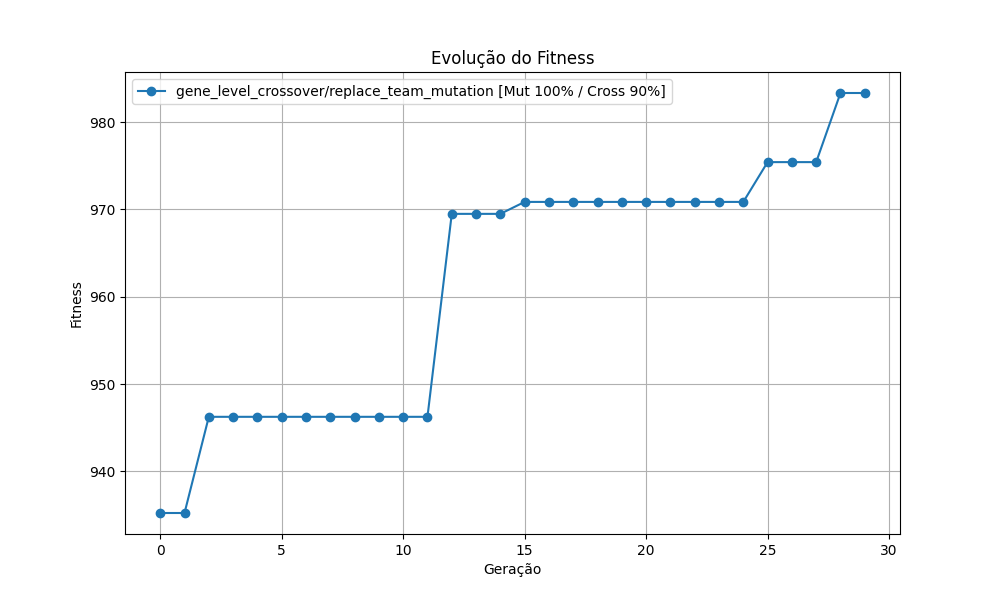 Evolução do Fitness
gene_level_crossover/replace_team_mutation [Mut 100% / Cross 90%]
980
970
960
950
940
Fitness
0 5 10 15 20 25 30
Geração